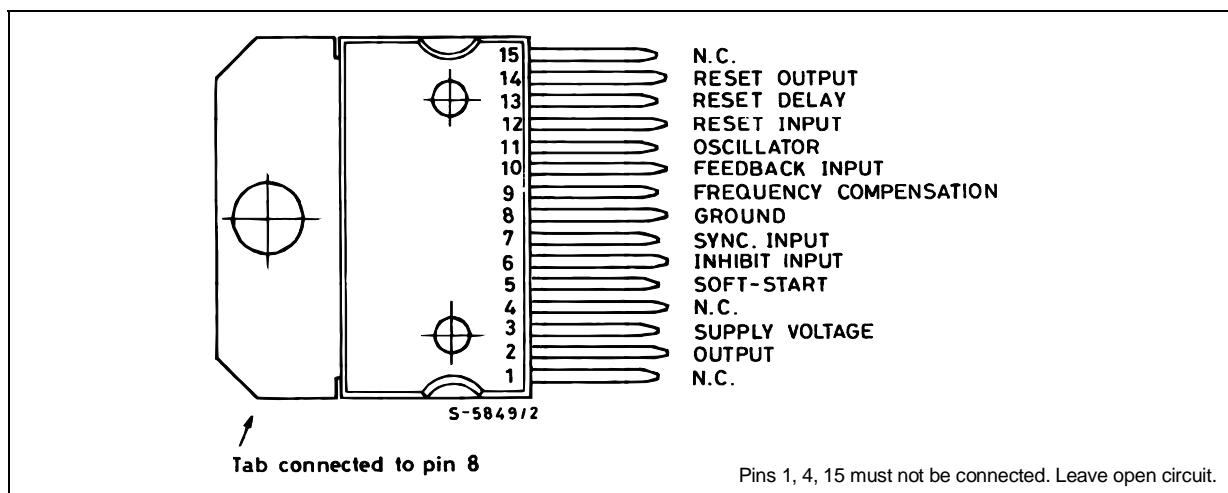 15 N.C.
14 RESET OUTPUT
13 RESET DELAY
12 RESET INPUT
11 OSCILLATOR
10 FEEDBACK INPUT
9 FREQUENCY COMPENSATION
8 GROUND
7 SYNC. INPUT
6 INHIBIT INPUT
5 SOFT-START
4 N.C.
3 SUPPLY VOLTAGE
2 OUTPUT
1 N.C.
S-5849/2
Tab connected to pin 8
Pins 1, 4, 15 must not be connected. Leave open circuit.